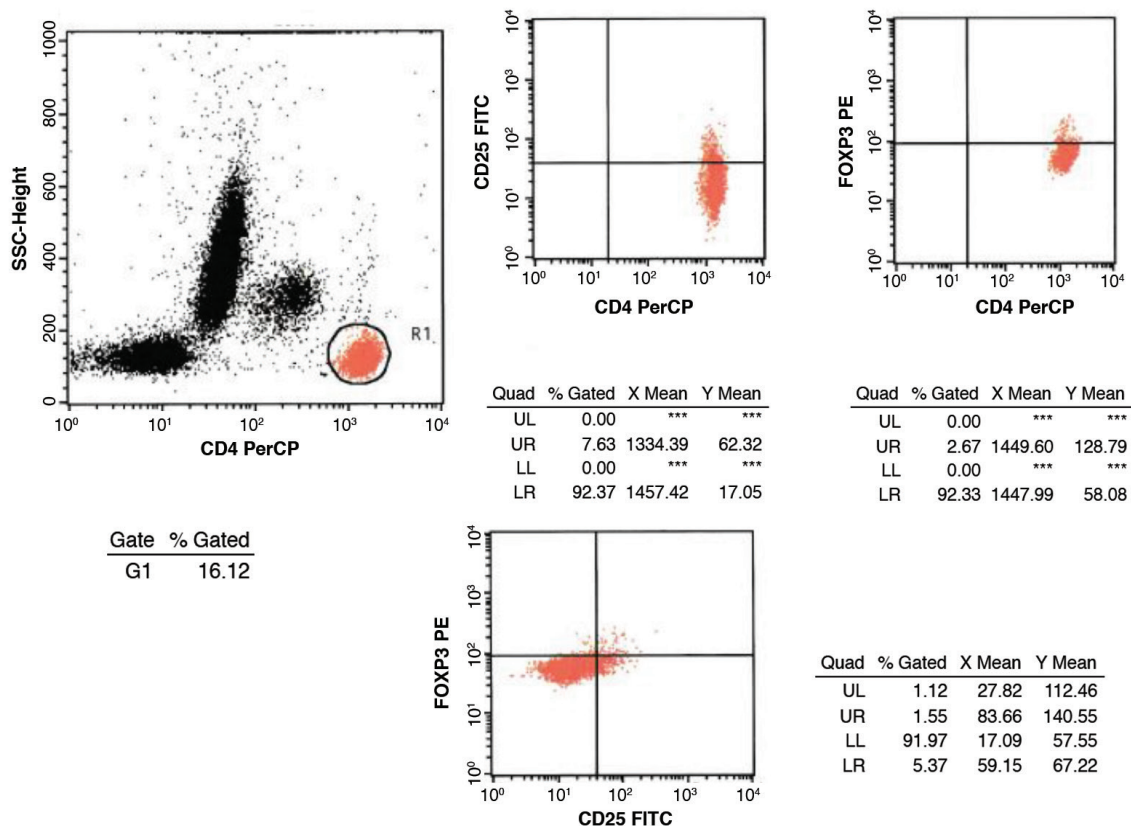 1000
800
600
400
200
0
SSC-Height
10⁰ 10¹ 10² 10³ 10⁴
CD4 PerCP
R1
10⁴
10³
10²
10¹
10⁰
CD25 FITC
10⁰ 10¹ 10² 10³ 10⁴
CD4 PerCP
10⁴
10³
10²
10¹
10⁰
FOXP3 PE
10⁰ 10¹ 10² 10³ 10⁴
CD4 PerCP
Quad % Gated X Mean Y Mean
UL 0.00 *** ***
UR 7.63 1334.39 62.32
LL 0.00 *** ***
LR 92.37 1457.42 17.05
Quad % Gated X Mean Y Mean
UL 0.00 *** ***
UR 2.67 1449.60 128.79
LL 0.00 *** ***
LR 92.33 1447.99 58.08
Gate % Gated
G1 16.12
10⁴
10³
10²
10¹
10⁰
FOXP3 PE
10⁰ 10¹ 10² 10³ 10⁴
CD25 FITC
Quad % Gated X Mean Y Mean
UL 1.12 27.82 112.46
UR 1.55 83.66 140.55
LL 91.97 17.09 57.55
LR 5.37 59.15 67.22